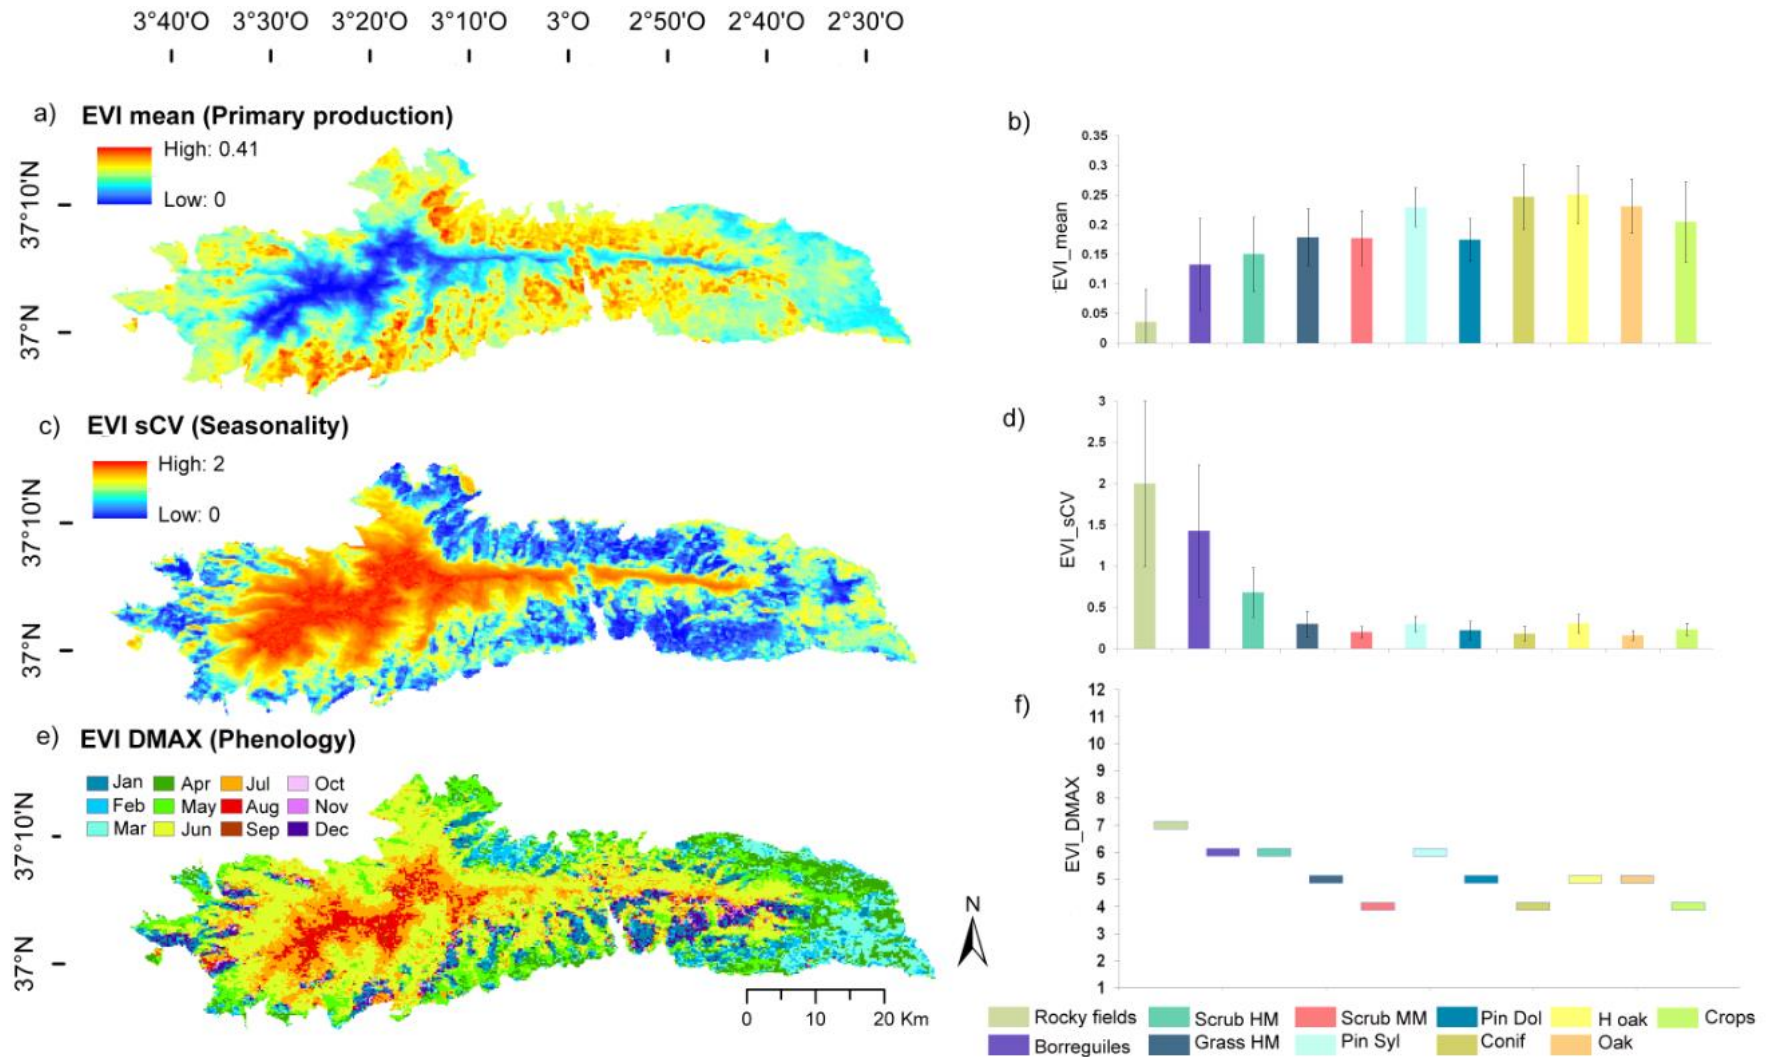 3°40'O 3°30'O 3°20'O 3°10'O 3°O 2°50'O 2°40'O 2°30'O
a) EVI mean (Primary production)
High: 0.41
Low: 0
37°10'N
37°N
b)
EVI_mean
0.35
0.3
0.25
0.2
0.15
0.1
0.05
0
c) EVI sCV (Seasonality)
High: 2
Low: 0
37°10'N
37°N
d)
EVI_sCV
3
2.5
2
1.5
1
0.5
0
e) EVI DMAX (Phenology)
Jan Apr Jul Oct
Feb May Aug Nov
Mar Jun Sep Dec
37°10'N
37°N
N
0 10 20 Km
f)
EVI_DMAX
12
11
10
9
8
7
6
5
4
3
2
1
Rocky fields Scrub HM Scrub MM Pin Dol H oak Crops
Borreguiles Grass HM Pin Syl Conif Oak